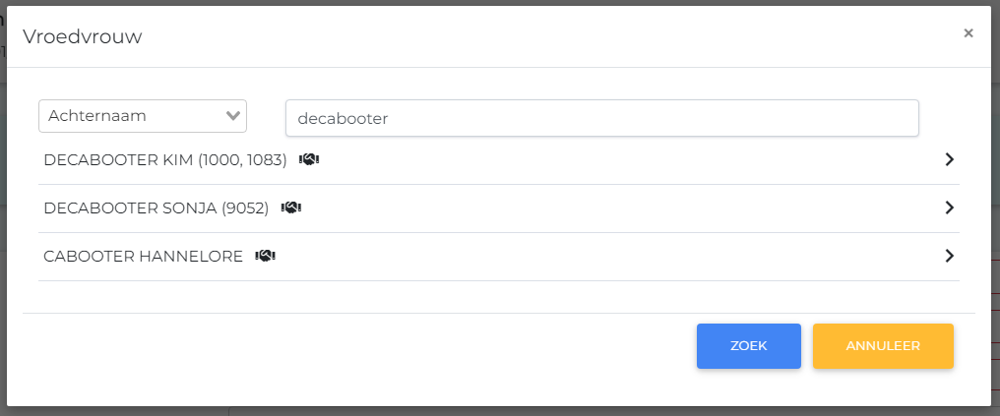 Vroedvrouw
×
Achternaam
decabooter
DECABOOTER KIM (1000, 1083)
DECABOOTER SONJA (9052)
CABOOTER HANNELORE
ZOEK
ANNULEER